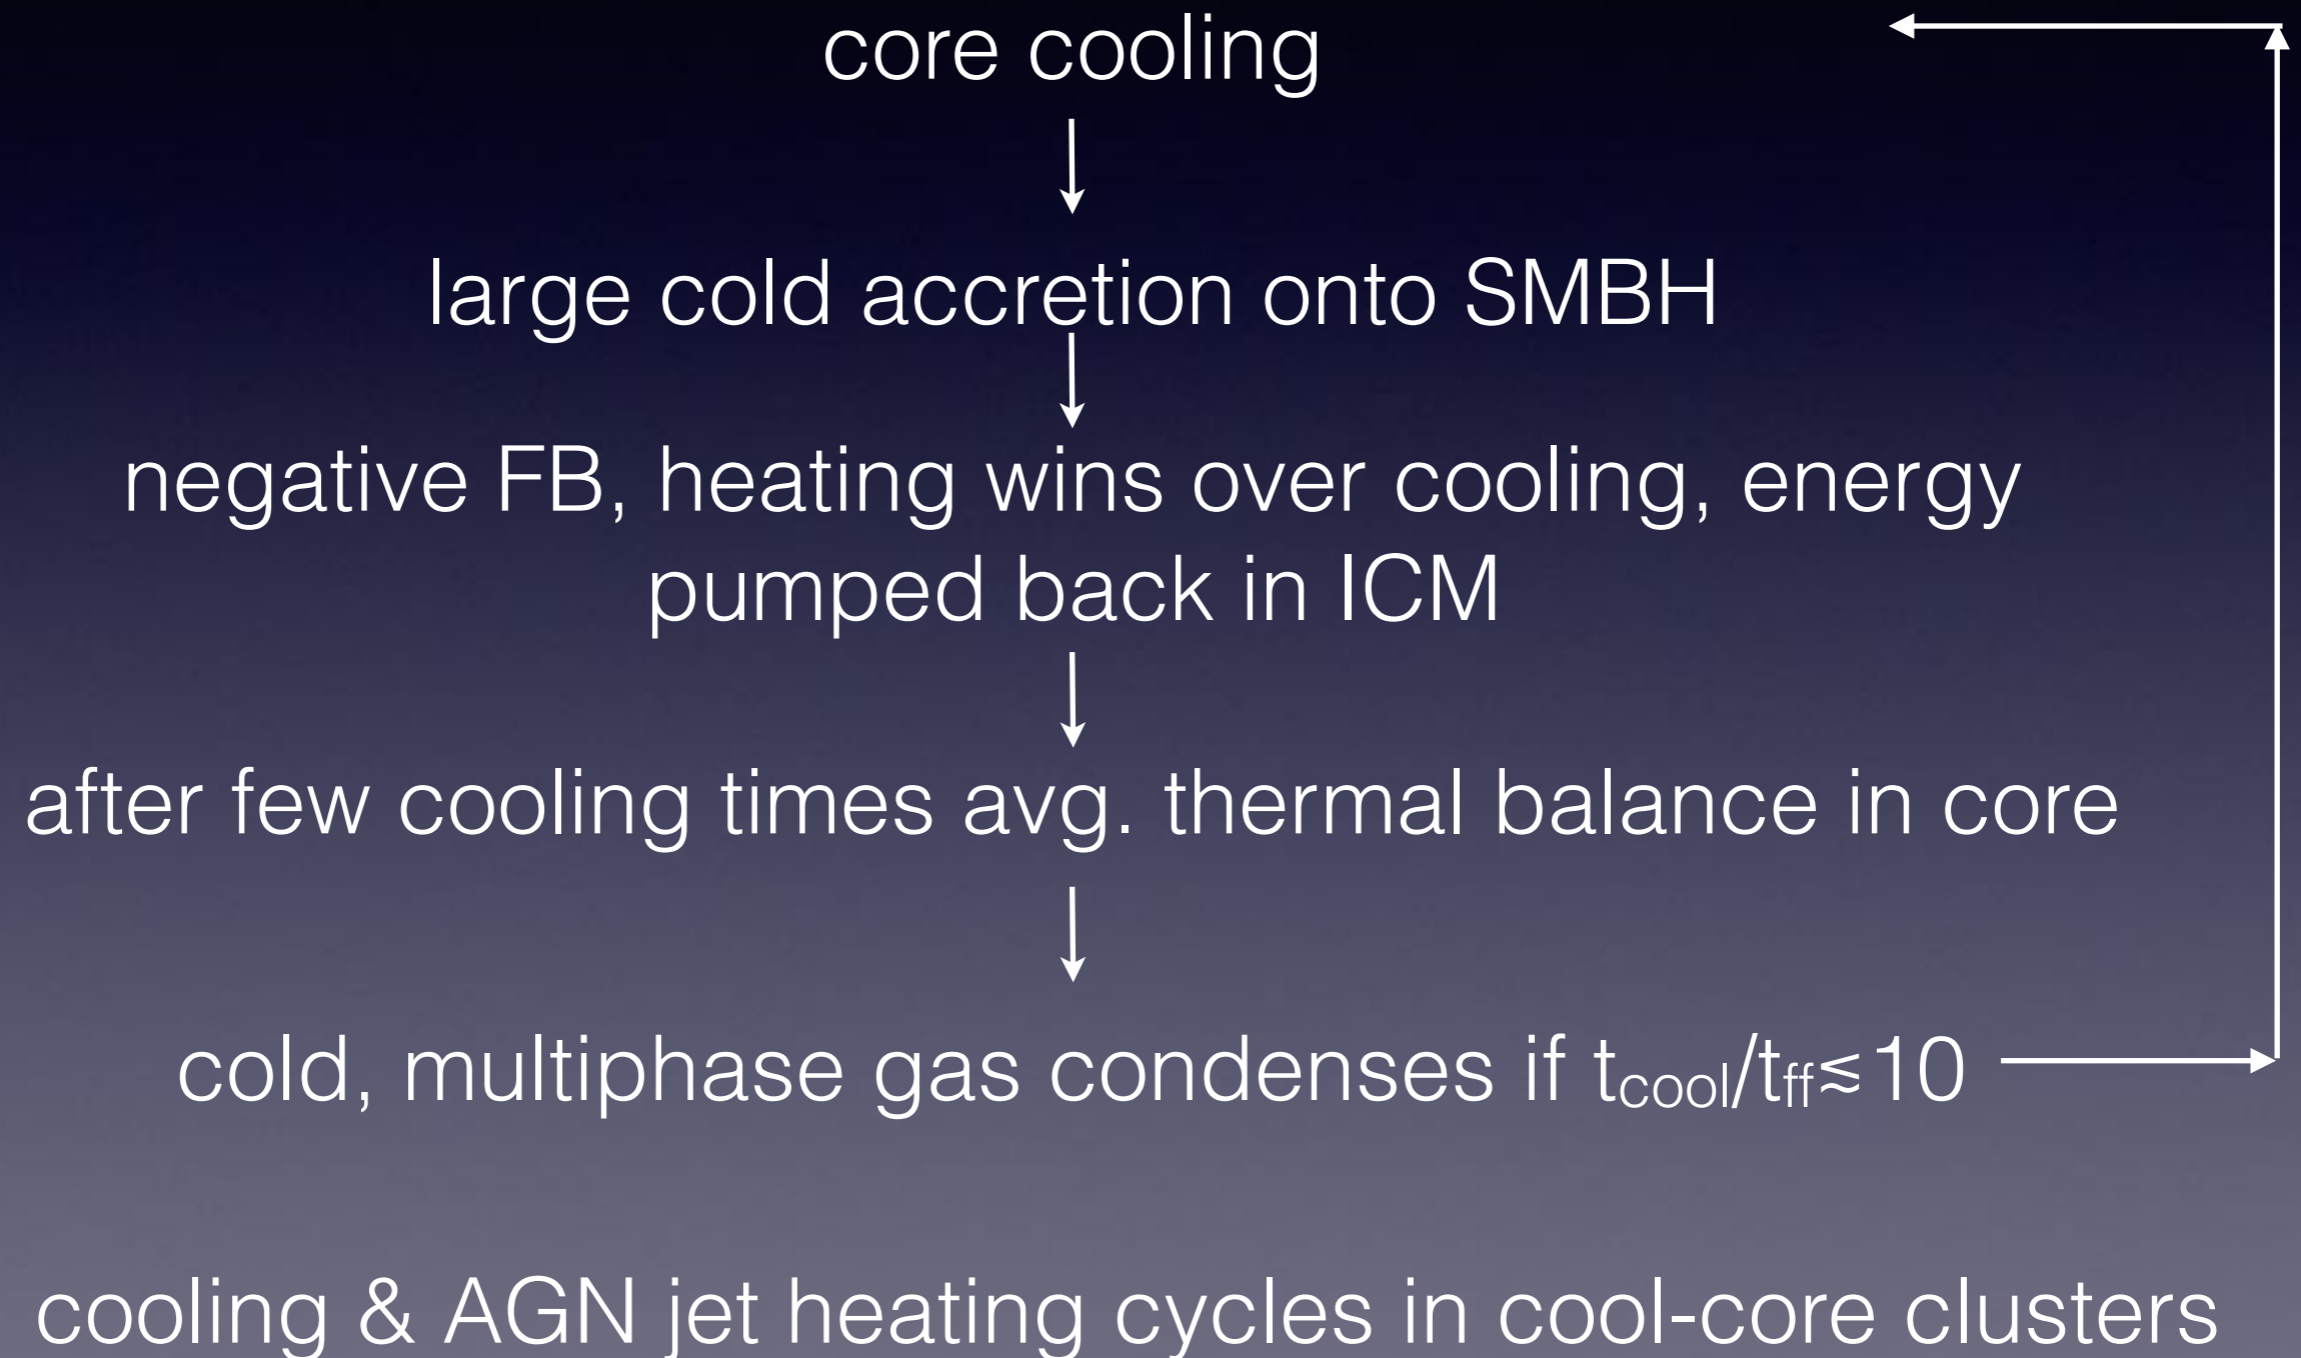 core cooling
large cold accretion onto SMBH
negative FB, heating wins over cooling, energy
pumped back in ICM
after few cooling times avg. thermal balance in core
cold, multiphase gas condenses if tcool/tff≲10
cooling & AGN jet heating cycles in cool-core clusters